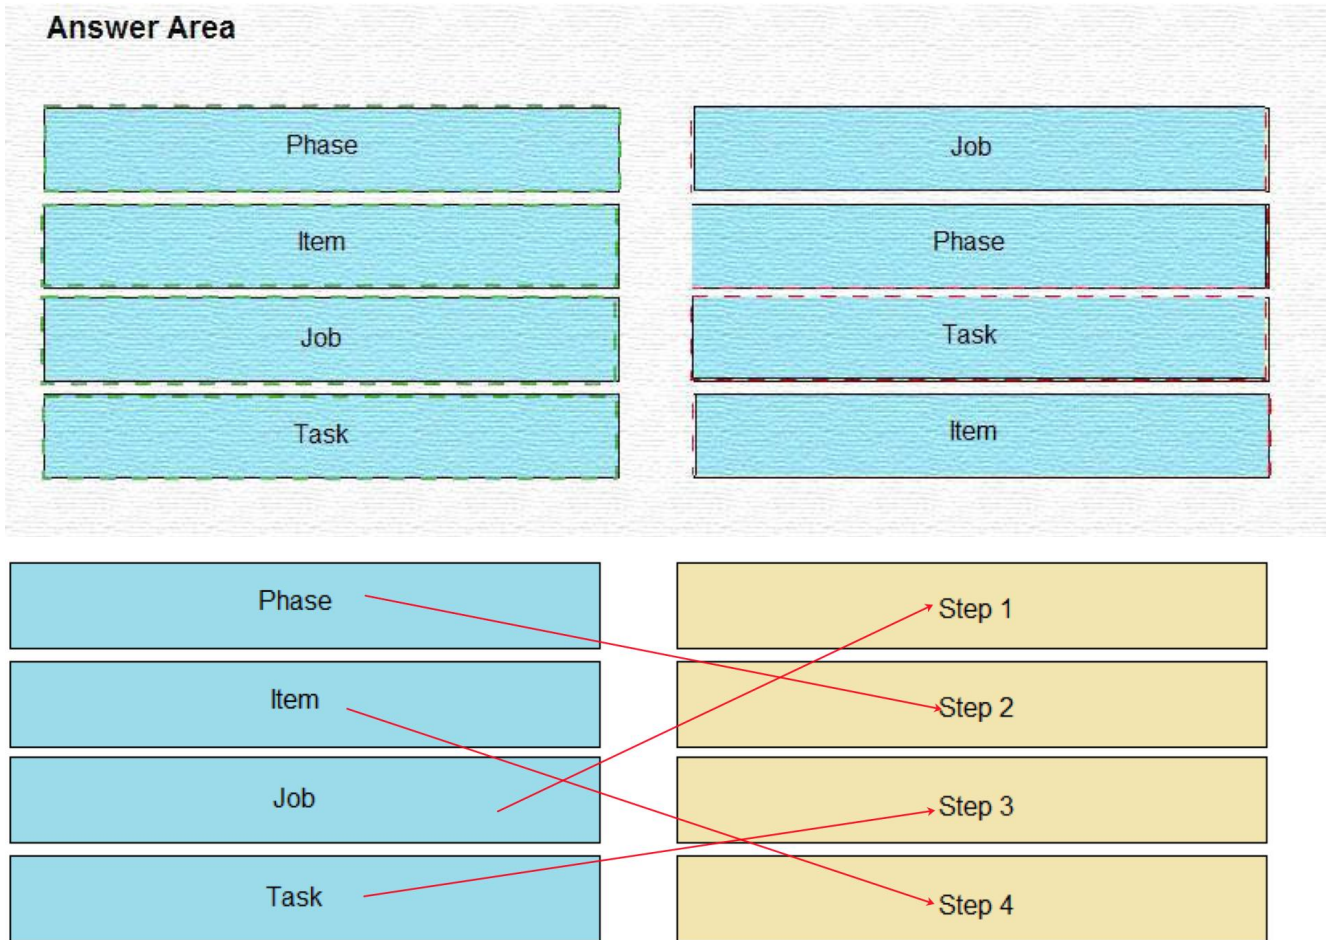 Answer Area
Phase
Job
Item
Phase
Job
Task
Task
Item
Phase
Step 1
Item
Step 2
Job
Step 3
Task
Step 4